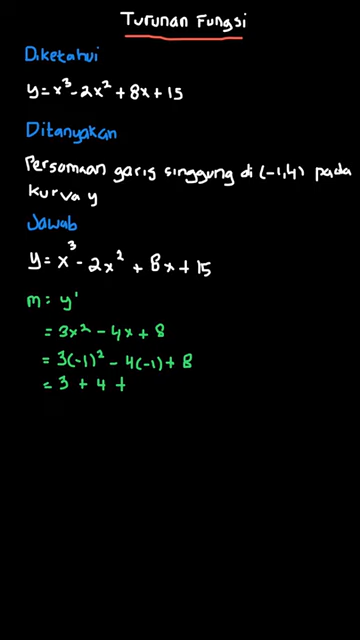 Turunan Fungsi
Diketahui
y = x³ - 2x² + 8x + 15
Ditanyakan
Persamaan garis singgung di (-1,4) pada
kurva y
Jawab
y = x³ - 2x² + 8x + 15
m = y'
= 3x² - 4x + 8
= 3(-1)² - 4(-1) + 8
= 3 + 4 +